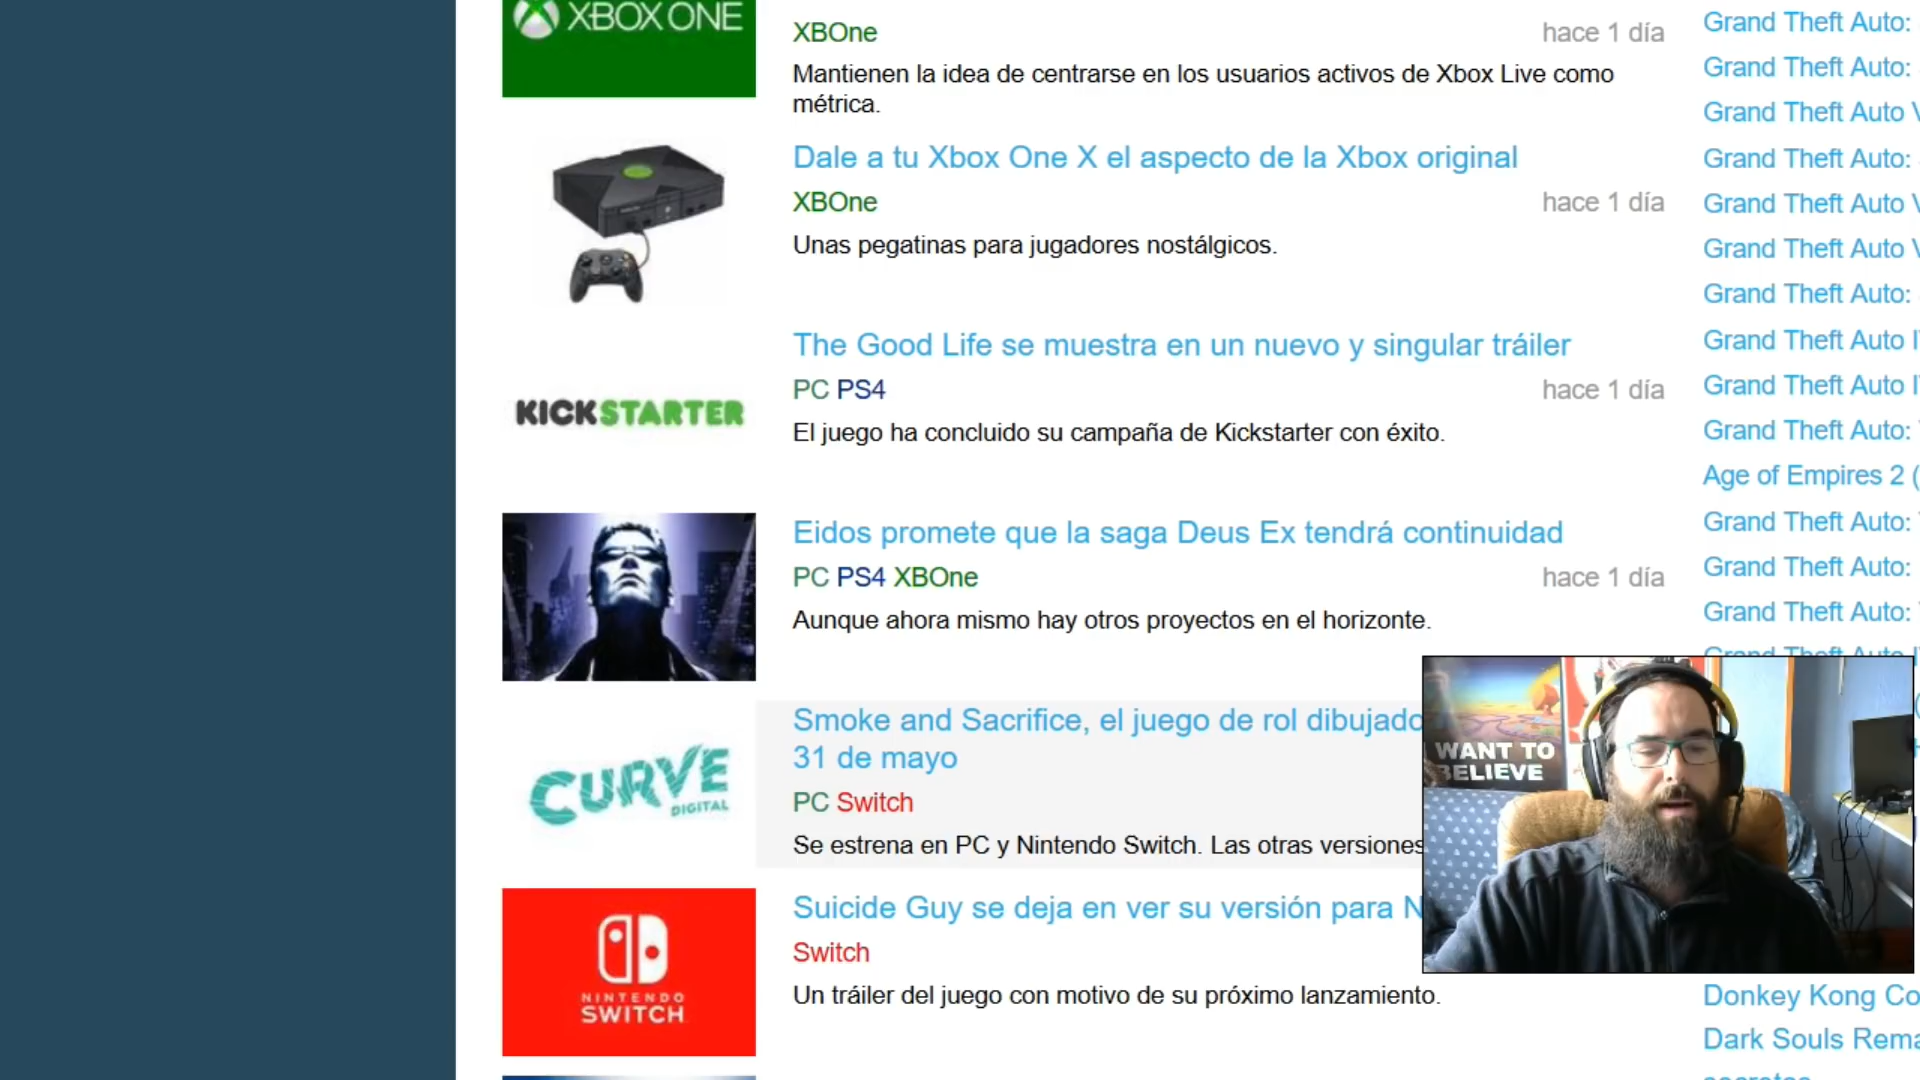 XBOX ONE
XBOne
hace 1 día
Mantienen la idea de centrarse en los usuarios activos de Xbox Live como
métrica.
Dale a tu Xbox One X el aspecto de la Xbox original
XBOne
hace 1 día
Unas pegatinas para jugadores nostálgicos.
KICKSTARTER
The Good Life se muestra en un nuevo y singular tráiler
PC PS4
hace 1 día
El juego ha concluido su campaña de Kickstarter con éxito.
Eidos promete que la saga Deus Ex tendrá continuidad
PC PS4 XBOne
hace 1 día
Aunque ahora mismo hay otros proyectos en el horizonte.
CURVE
DIGITAL
Smoke and Sacrifice, el juego de rol dibujado
31 de mayo
PC Switch
Se estrena en PC y Nintendo Switch. Las otras versiones
NINTENDO
SWITCH
Suicide Guy se deja en ver su versión para N
Switch
Un tráiler del juego con motivo de su próximo lanzamiento.
Grand Theft Auto:
Grand Theft Auto:
Grand Theft Auto V
Grand Theft Auto:
Grand Theft Auto V
Grand Theft Auto V
Grand Theft Auto:
Grand Theft Auto I
Grand Theft Auto I
Grand Theft Auto:
Age of Empires 2 (
Grand Theft Auto:
Grand Theft Auto:
Grand Theft Auto:
Grand Theft Auto
I WANT TO
BELIEVE
Donkey Kong Co
Dark Souls Rema